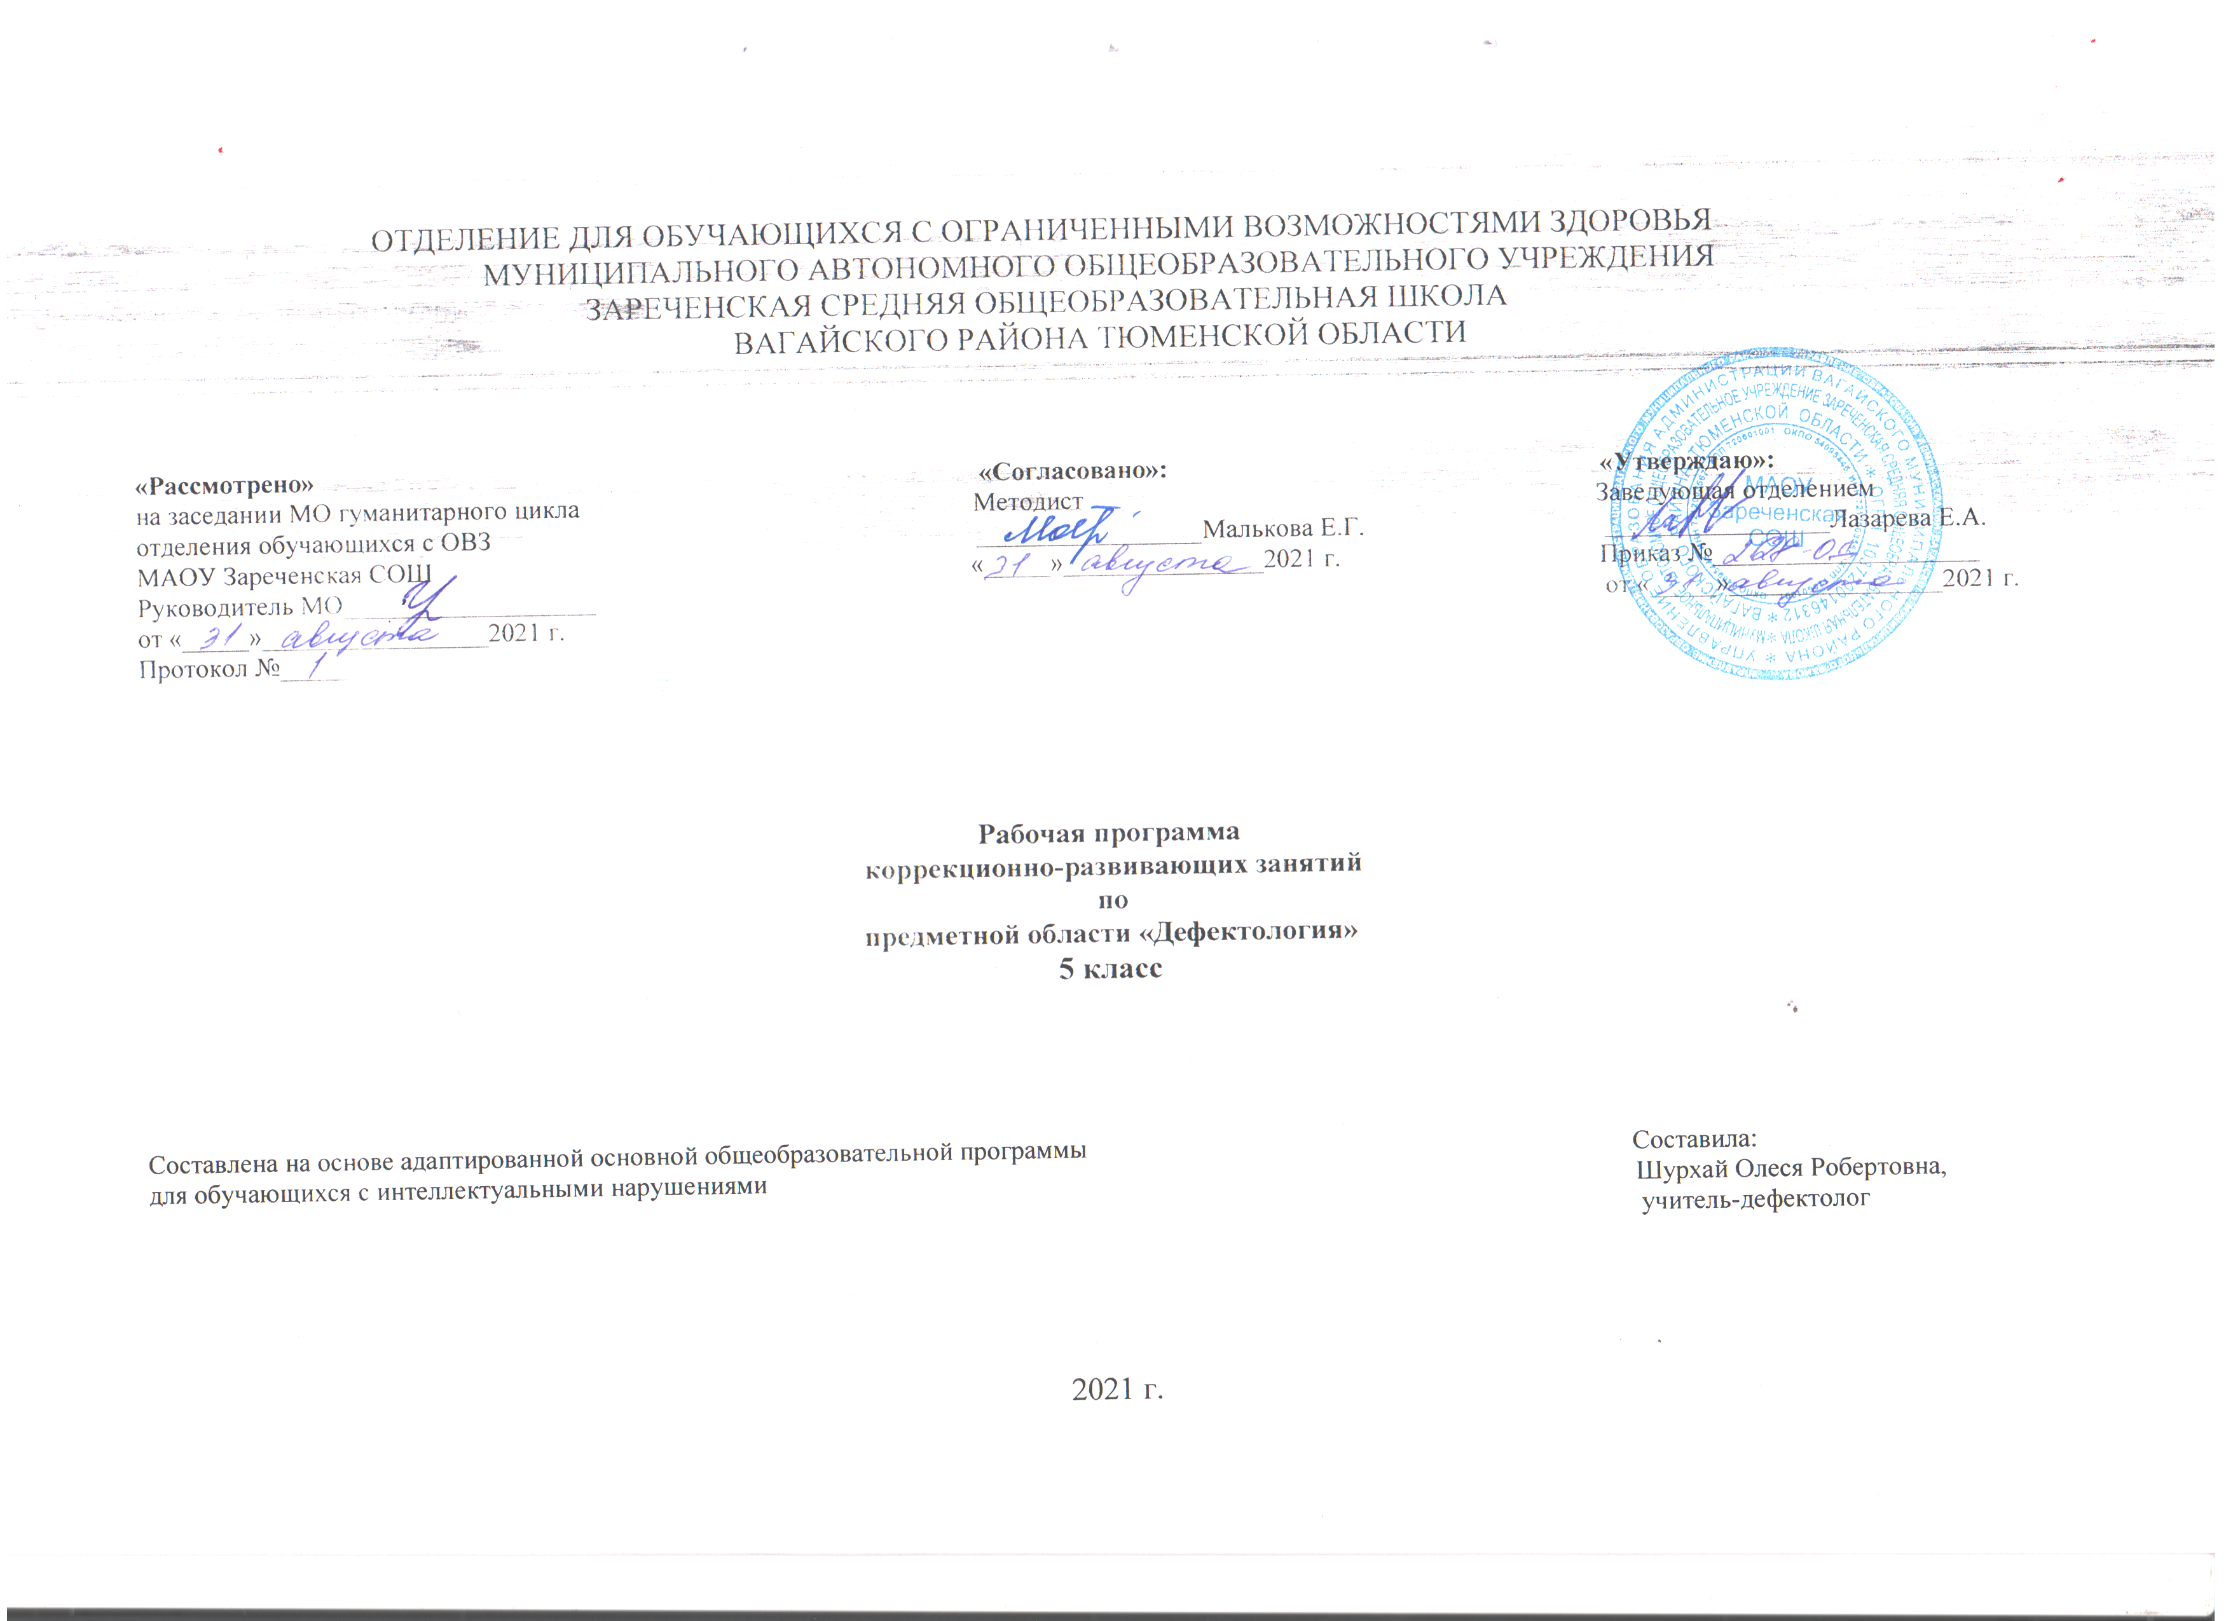 ОТДЕЛЕНИЕ ДЛЯ ОБУЧАЮЩИХСЯ С ОГРАНИЧЕННЫМИ ВОЗМОЖНОСТЯМИ ЗДОРОВЬЯ
МУНИЦИПАЛЬНОГО АВТОНОМНОГО ОБЩЕОБРАЗОВАТЕЛЬНОГО УЧРЕЖДЕНИЯ
ЗАРЕЧЕНСКАЯ СРЕДНЯЯ ОБЩЕОБРАЗОВАТЕЛЬНАЯ ШКОЛА
ВАГАЙСКОГО РАЙОНА ТЮМЕНСКОЙ ОБЛАСТИ
«Рассмотрено»
на заседании МО гуманитарного цикла
отделения обучающихся с ОВЗ
МАОУ Зареченская СОШ
Руководитель МО
от «31» августа 2021 г.
Протокол № 1
«Согласовано»:
Методист
Малькова Е.Г.
«31» августа 2021 г.
«Утверждаю»:
Заведующая отделением
Лазарева Е.А.
Приказ №
от «31» августа 2021 г.
МАОУ
Зареченская
СОШ
Рабочая программа
коррекционно-развивающих занятий
по
предметной области «Дефектология»
5 класс
Составлена на основе адаптированной основной общеобразовательной программы
для обучающихся с интеллектуальными нарушениями
Составила:
Шурхай Олеся Робертовна,
учитель-дефектолог
2021 г.